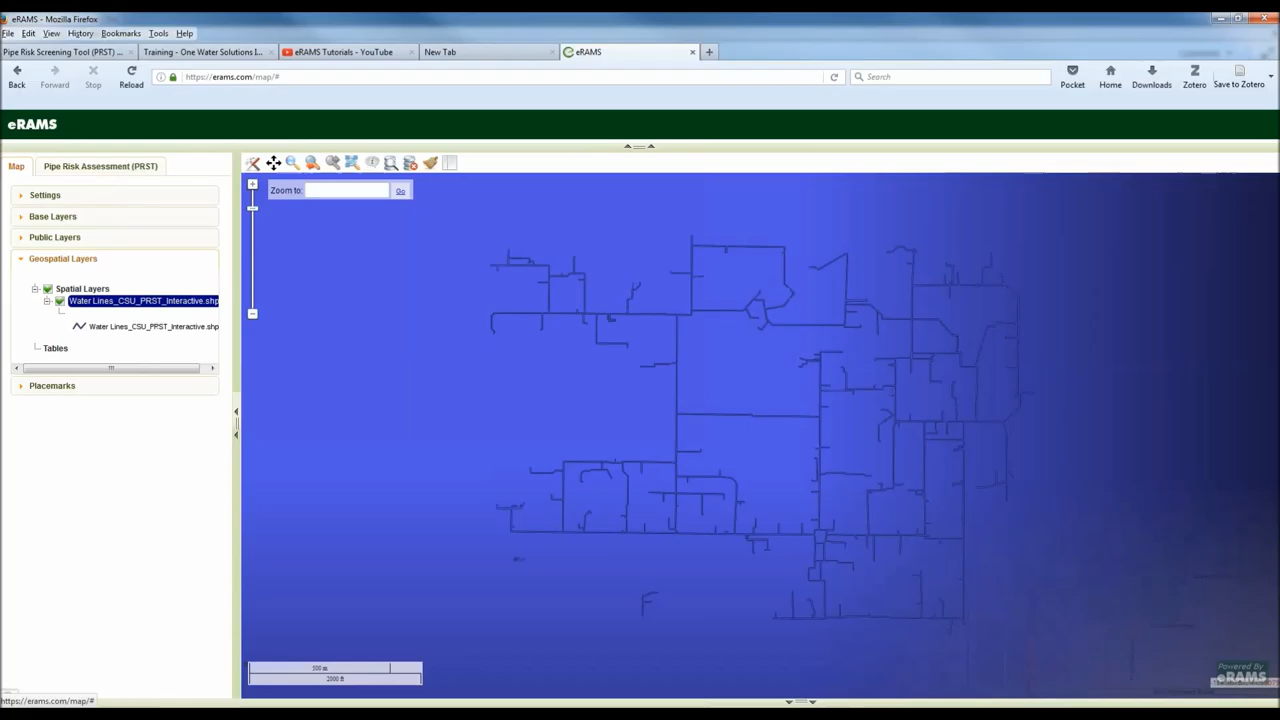 eRAMS - Mozilla Firefox
File Edit View History Bookmarks Tools Help
Pipe Risk Screening Tool (PRST) ... Training - One Water Solutions I... eRAMS Tutorials - YouTube New Tab eRAMS
Back Forward Stop Reload https://erams.com/map/# Search Pocket Home Downloads Zotero Save to Zotero
eRAMS
Map Pipe Risk Assessment (PRST)
Settings
Zoom to: Go
Base Layers
Public Layers
Geospatial Layers
Spatial Layers
Water Lines_CSU_PRST_Interactive.shp
Water Lines_CSU_PRST_Interactive.shp
Tables
Placemarks
500 m
2000 ft
Powered By
eRAMS
https://erams.com/map/#